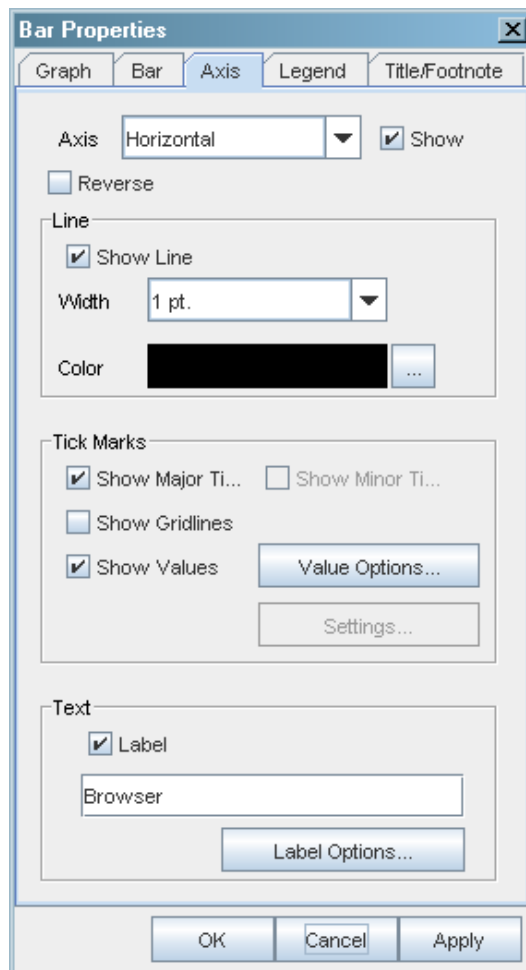 Bar Properties
Graph Bar Axis Legend Title/Footnote
Axis Horizontal Show
Reverse
Line
Show Line
Width 1 pt.
Color ...
Tick Marks
Show Major Ti... Show Minor Ti...
Show Gridlines
Show Values Value Options...
Settings...
Text
Label
Browser
Label Options...
OK Cancel Apply